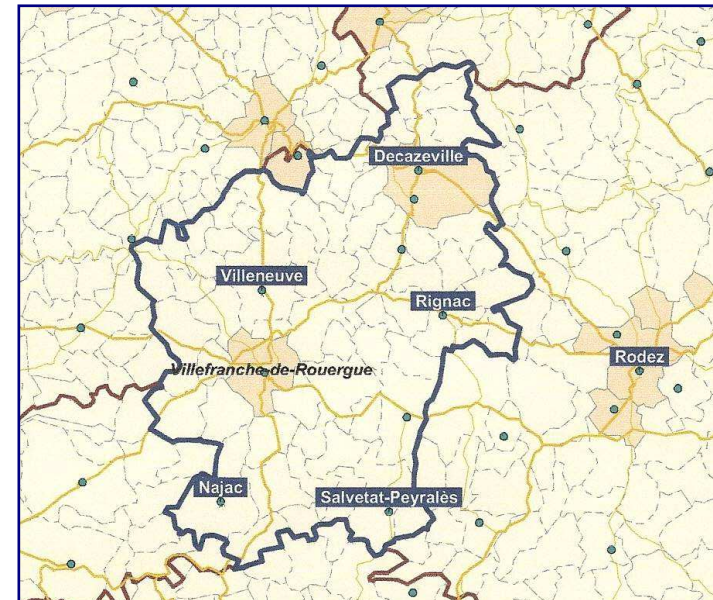 Decazeville
Villeneuve
Rignac
Rodez
Villefranche-de-Rouergue
Najac
Salvetat-Peyralès